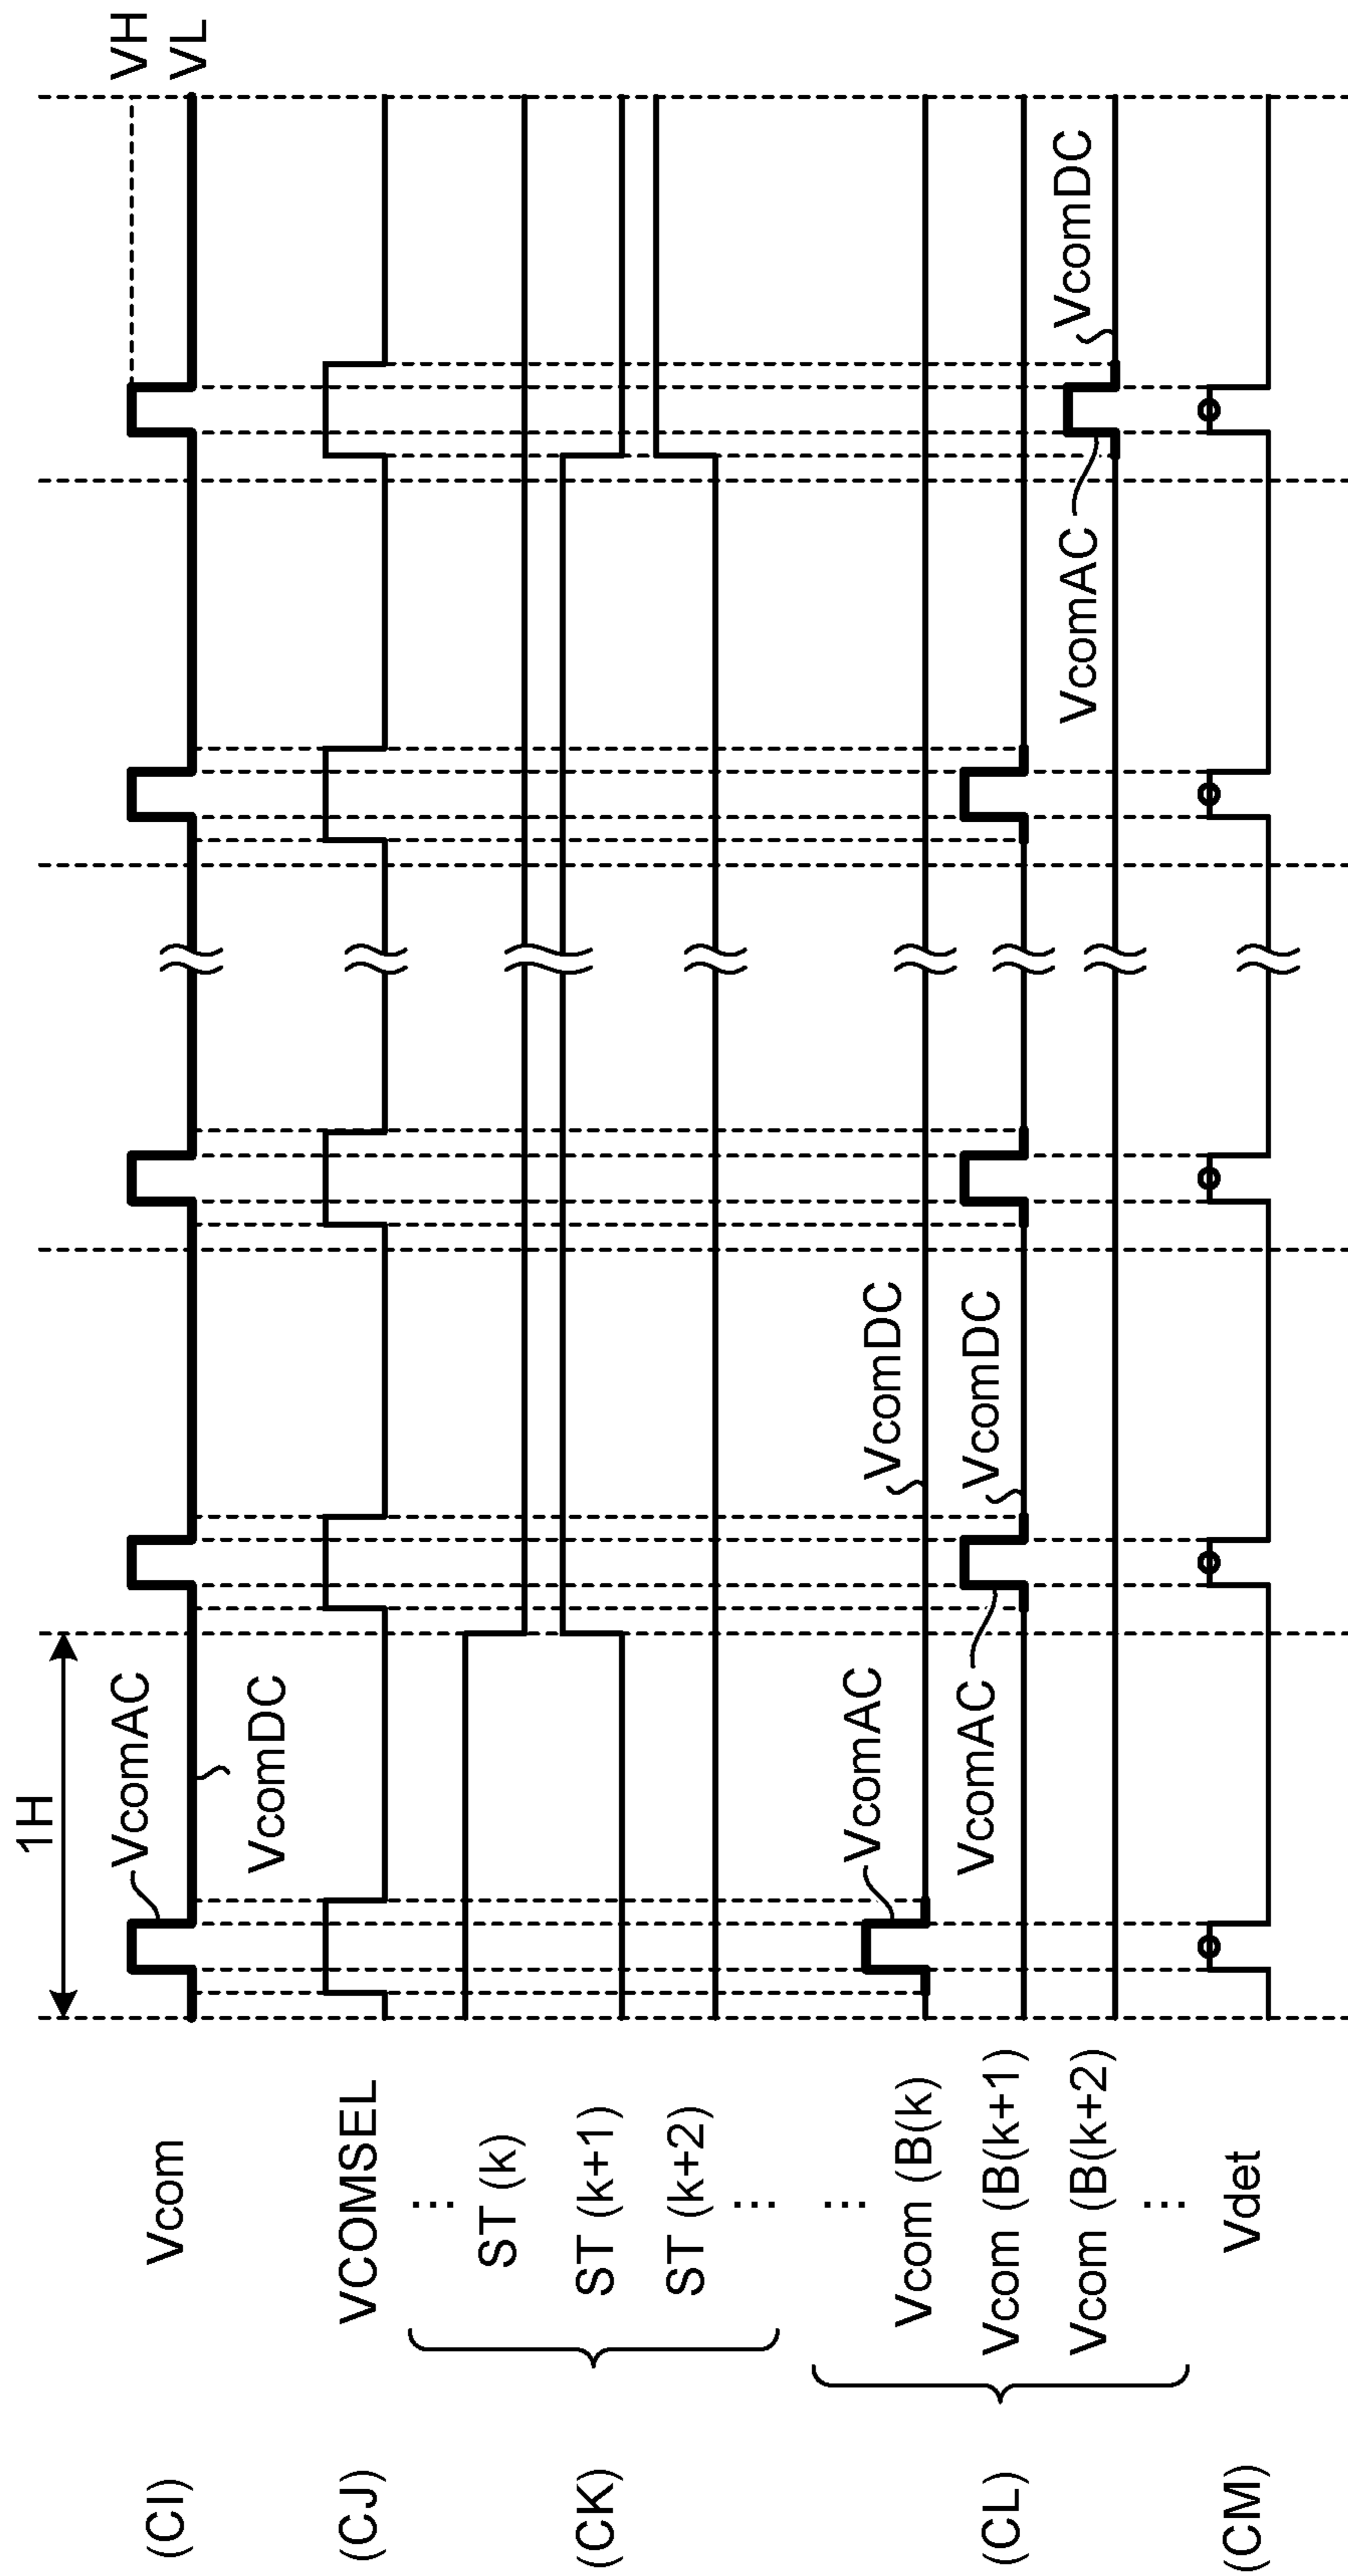 1H
VH
VL
(CI) Vcom
VcomAC
VcomDC
(CJ) VCOMSEL
⋮
ST (k)
(CK) ST (k+1)
ST (k+2)
⋮
⋮
Vcom (B(k)
VcomAC
VcomDC
(CL) Vcom (B(k+1)
VcomAC
VcomDC
Vcom (B(k+2)
VcomAC
VcomDC
⋮
(CM) Vdet